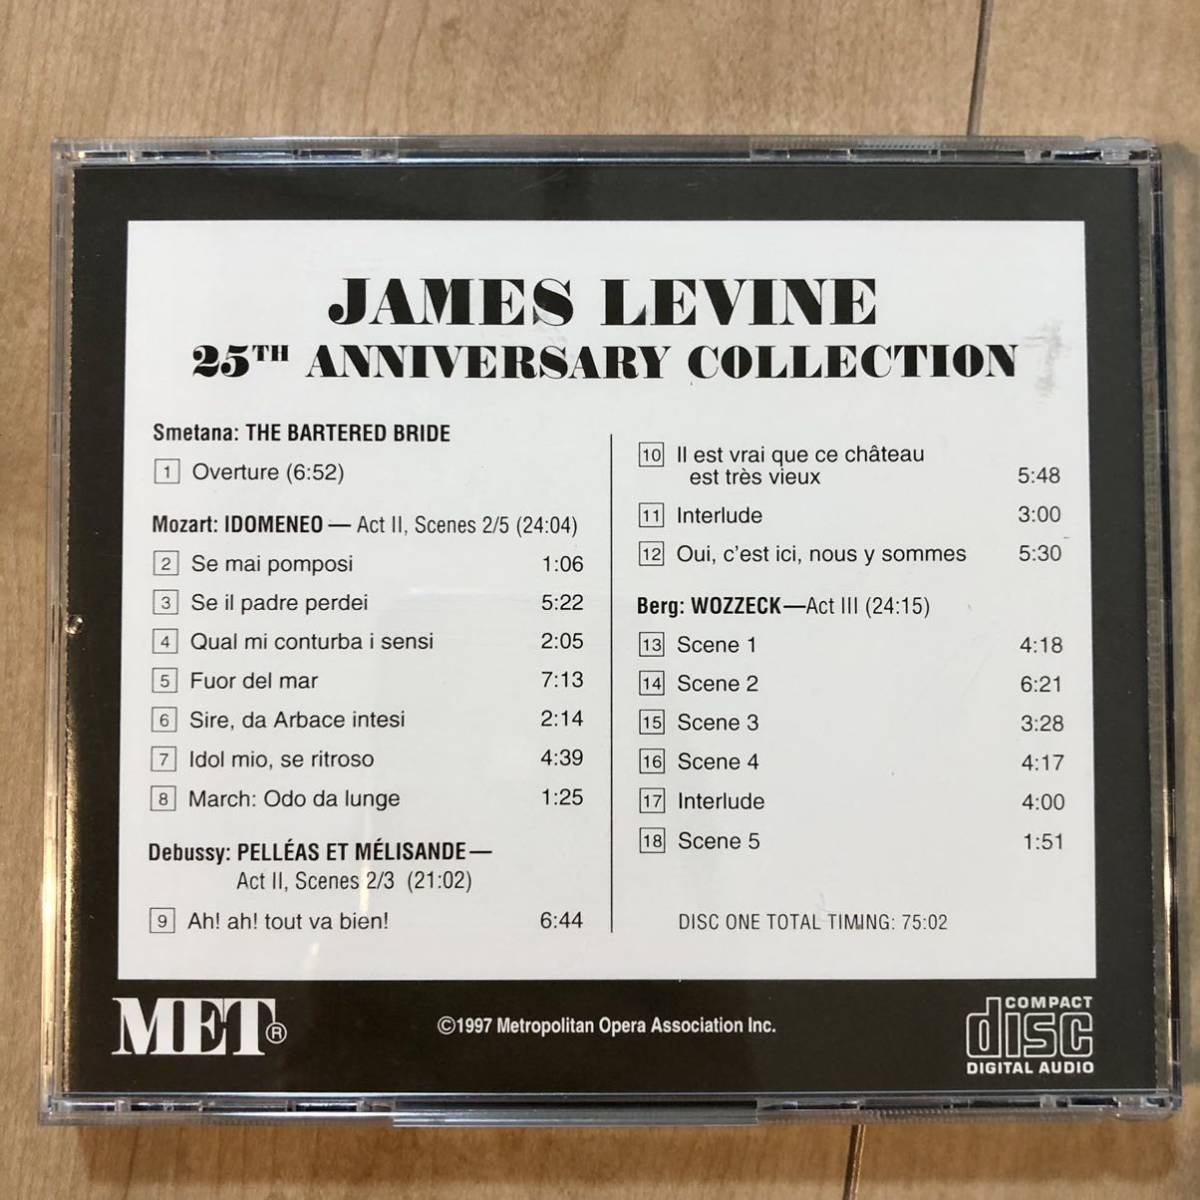 JAMES LEVINE
25TH ANNIVERSARY COLLECTION
Smetana: THE BARTERED BRIDE
1 Overture (6:52)
Mozart: IDOMENEO — Act II, Scenes 2/5 (24:04)
2 Se mai pomposi 1:06
3 Se il padre perdei 5:22
4 Qual mi conturba i sensi 2:05
5 Fuor del mar 7:13
6 Sire, da Arbace intesi 2:14
7 Idol mio, se ritroso 4:39
8 March: Odo da lunge 1:25
Debussy: PELLÉAS ET MÉLISANDE—
Act II, Scenes 2/3 (21:02)
9 Ah! ah! tout va bien! 6:44
10 Il est vrai que ce château
est très vieux 5:48
11 Interlude 3:00
12 Oui, c'est ici, nous y sommes 5:30
Berg: WOZZECK—Act III (24:15)
13 Scene 1 4:18
14 Scene 2 6:21
15 Scene 3 3:28
16 Scene 4 4:17
17 Interlude 4:00
18 Scene 5 1:51
DISC ONE TOTAL TIMING: 75:02
MET®
©1997 Metropolitan Opera Association Inc.
COMPACT
disc
DIGITAL AUDIO